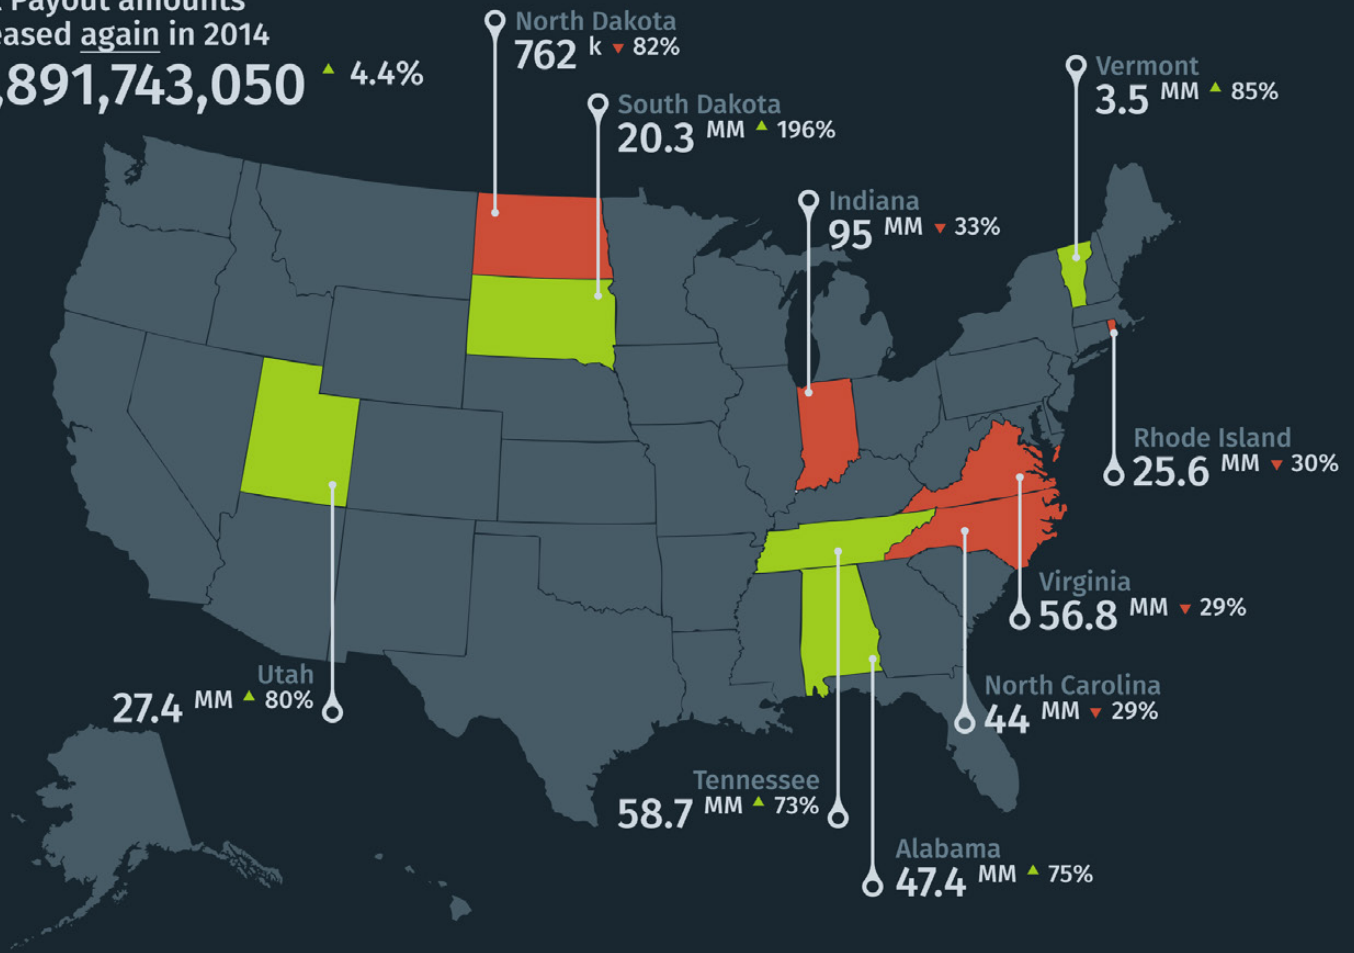 Payout amounts
eased again in 2014
,891,743,050 ▲ 4.4%
North Dakota
762 k ▼ 82%
South Dakota
20.3 MM ▲ 196%
Vermont
3.5 MM ▲ 85%
Indiana
95 MM ▼ 33%
Rhode Island
25.6 MM ▼ 30%
Virginia
56.8 MM ▼ 29%
Utah
27.4 MM ▲ 80%
North Carolina
44 MM ▼ 29%
Tennessee
58.7 MM ▲ 73%
Alabama
47.4 MM ▲ 75%